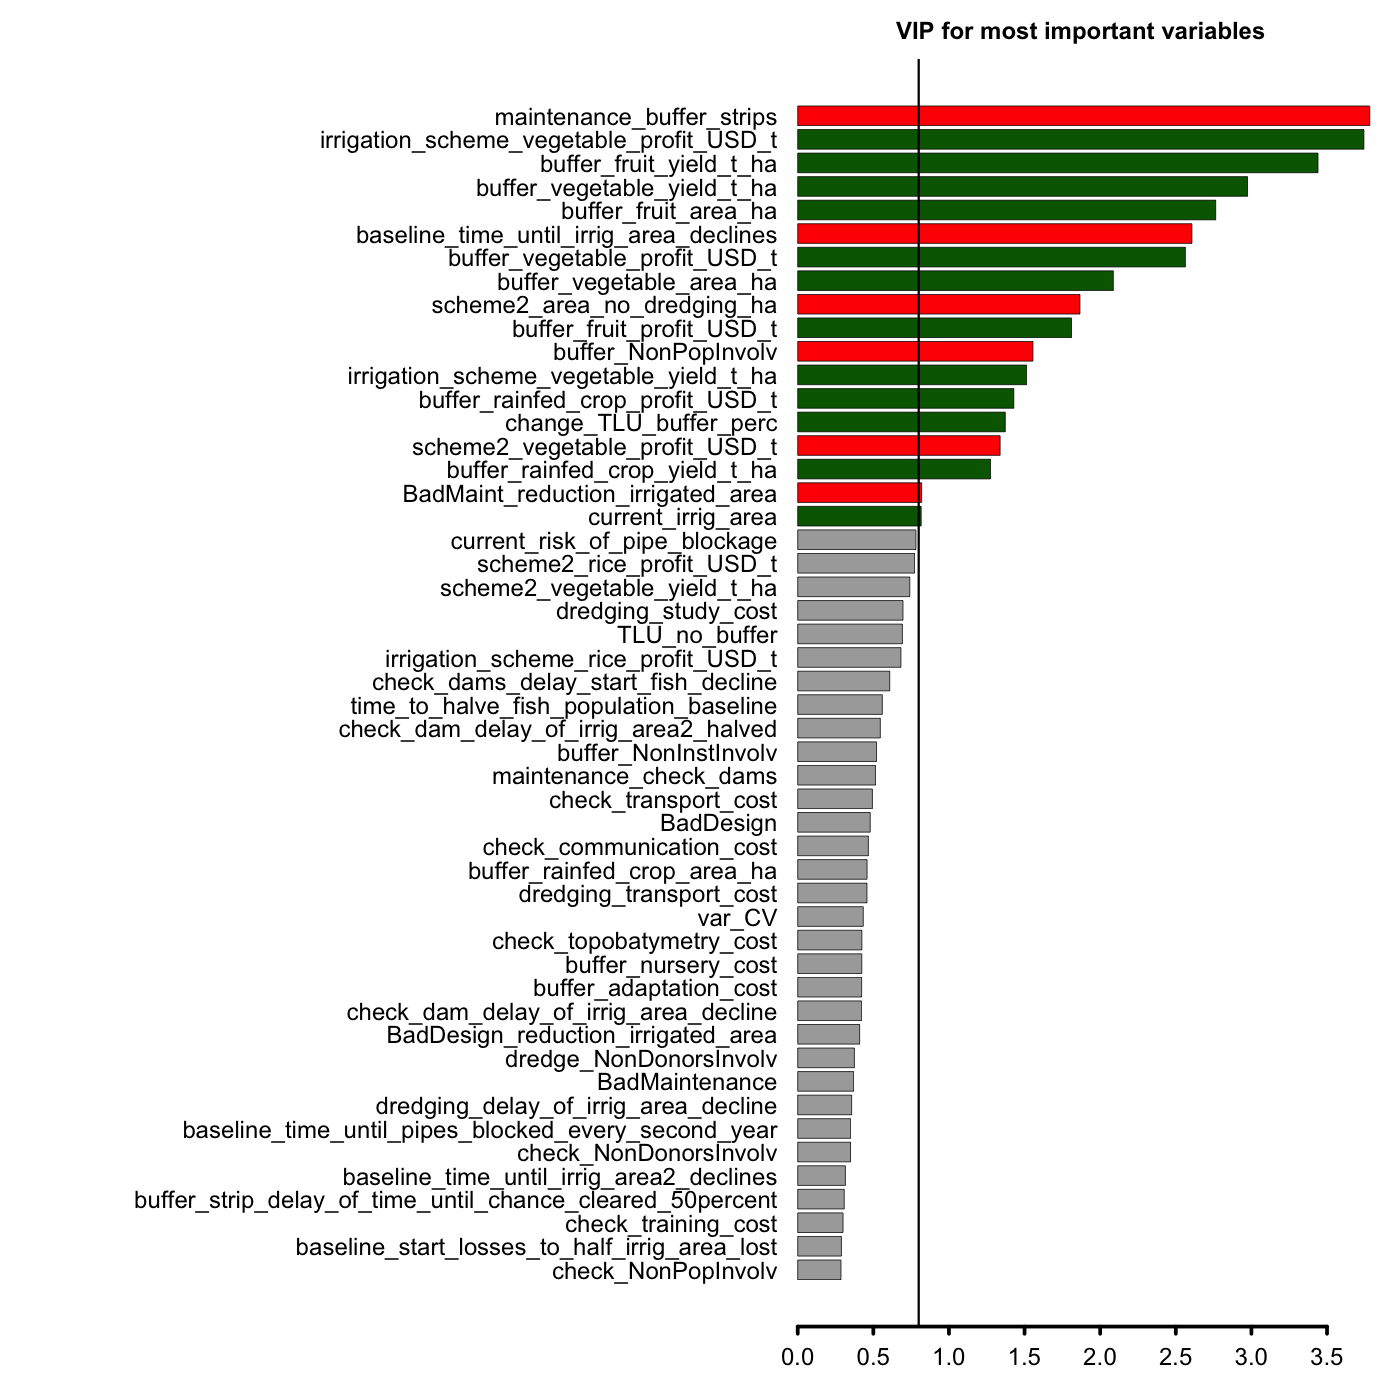 VIP for most important variables
maintenance_buffer_strips
irrigation_scheme_vegetable_profit_USD_t
buffer_fruit_yield_t_ha
buffer_vegetable_yield_t_ha
buffer_fruit_area_ha
baseline_time_until_irrig_area_declines
buffer_vegetable_profit_USD_t
buffer_vegetable_area_ha
scheme2_area_no_dredging_ha
buffer_fruit_profit_USD_t
buffer_NonPopInvolv
irrigation_scheme_vegetable_yield_t_ha
buffer_rainfed_crop_profit_USD_t
change_TLU_buffer_perc
scheme2_vegetable_profit_USD_t
buffer_rainfed_crop_yield_t_ha
BadMaint_reduction_irrigated_area
current_irrig_area
current_risk_of_pipe_blockage
scheme2_rice_profit_USD_t
scheme2_vegetable_yield_t_ha
dredging_study_cost
TLU_no_buffer
irrigation_scheme_rice_profit_USD_t
check_dams_delay_start_fish_decline
time_to_halve_fish_population_baseline
check_dam_delay_of_irrig_area2_halved
buffer_NonInstInvolv
maintenance_check_dams
check_transport_cost
BadDesign
check_communication_cost
buffer_rainfed_crop_area_ha
dredging_transport_cost
var_CV
check_topobatymetry_cost
buffer_nursery_cost
buffer_adaptation_cost
check_dam_delay_of_irrig_area_decline
BadDesign_reduction_irrigated_area
dredge_NonDonorsInvolv
BadMaintenance
dredging_delay_of_irrig_area_decline
baseline_time_until_pipes_blocked_every_second_year
check_NonDonorsInvolv
baseline_time_until_irrig_area2_declines
buffer_strip_delay_of_time_until_chance_cleared_50percent
check_training_cost
baseline_start_losses_to_half_irrig_area_lost
check_NonPopInvolv
0.0 0.5 1.0 1.5 2.0 2.5 3.0 3.5